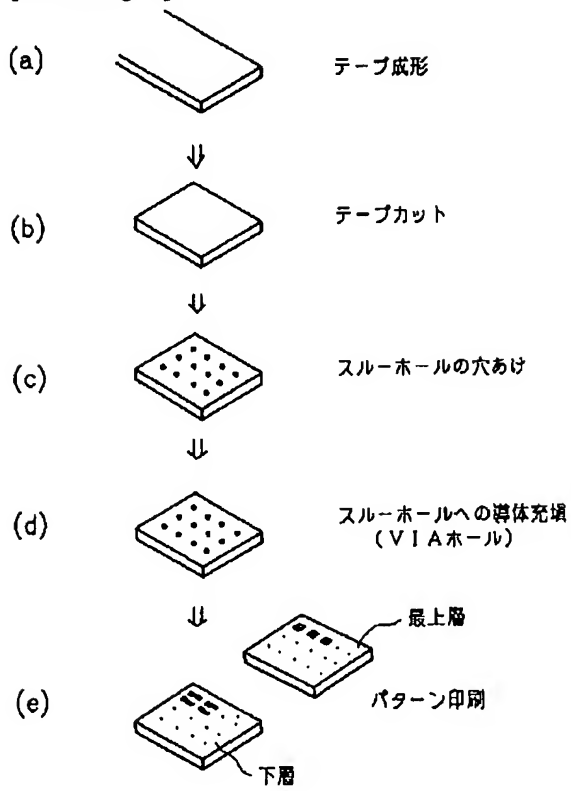 (a)
テープ成形
(b)
テープカット
(c)
スルーホールの穴あけ
(d)
スルーホールへの導体充填
(ＶＩＡホール)
最上層
(e)
パターン印刷
下層